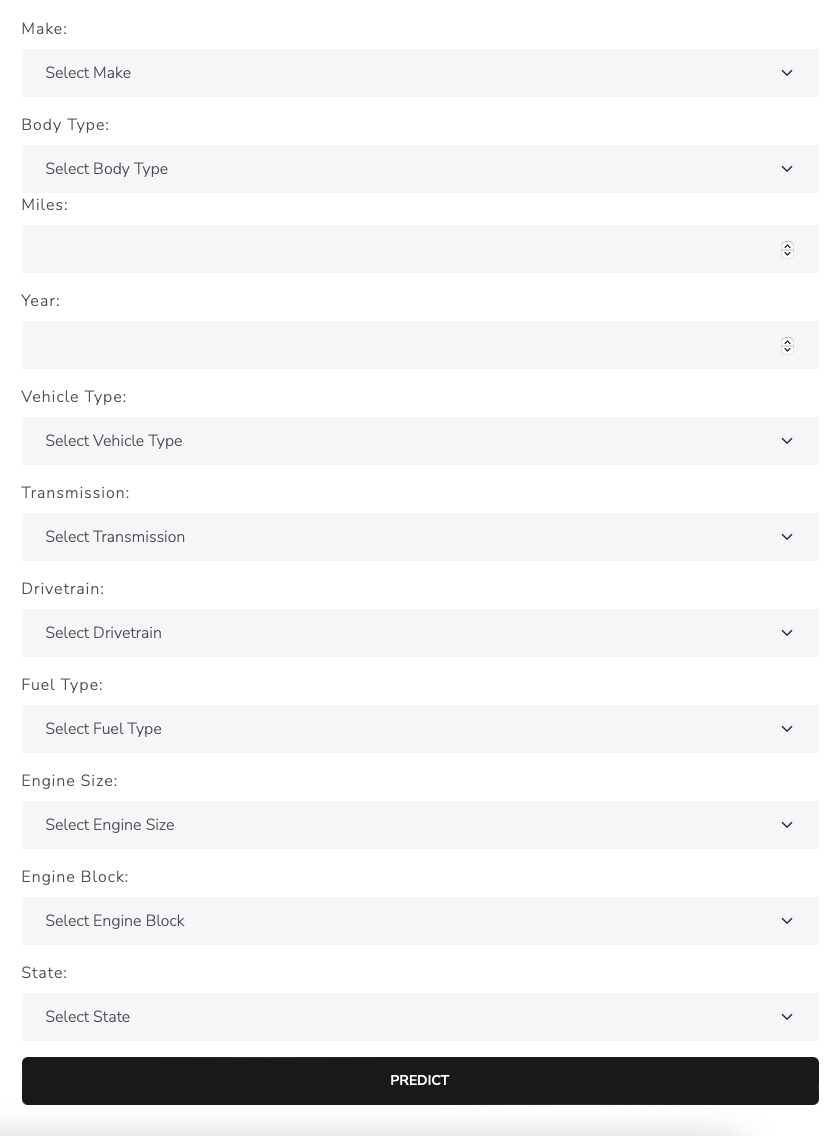 Make:
Select Make
Body Type:
Select Body Type
Miles:
Year:
Vehicle Type:
Select Vehicle Type
Transmission:
Select Transmission
Drivetrain:
Select Drivetrain
Fuel Type:
Select Fuel Type
Engine Size:
Select Engine Size
Engine Block:
Select Engine Block
State:
Select State
PREDICT